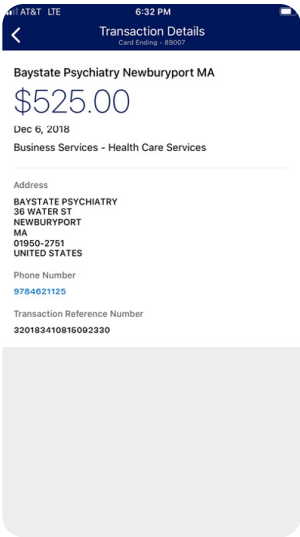 AT&T LTE 6:32 PM
Transaction Details
Card Ending - 89007
Baystate Psychiatry Newburyport MA
$525.00
Dec 6, 2018
Business Services - Health Care Services
Address
BAYSTATE PSYCHIATRY
36 WATER ST
NEWBURYPORT
MA
01950-2751
UNITED STATES
Phone Number
9784621125
Transaction Reference Number
320183410815092330